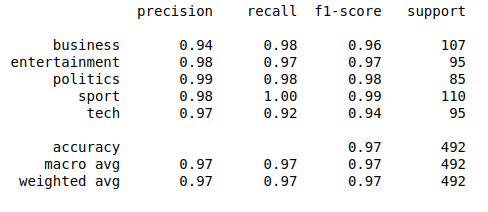 precision recall f1-score support
business 0.94 0.98 0.96 107
entertainment 0.98 0.97 0.97 95
politics 0.99 0.98 0.98 85
sport 0.98 1.00 0.99 110
tech 0.97 0.92 0.94 95
accuracy 0.97 492
macro avg 0.97 0.97 0.97 492
weighted avg 0.97 0.97 0.97 492